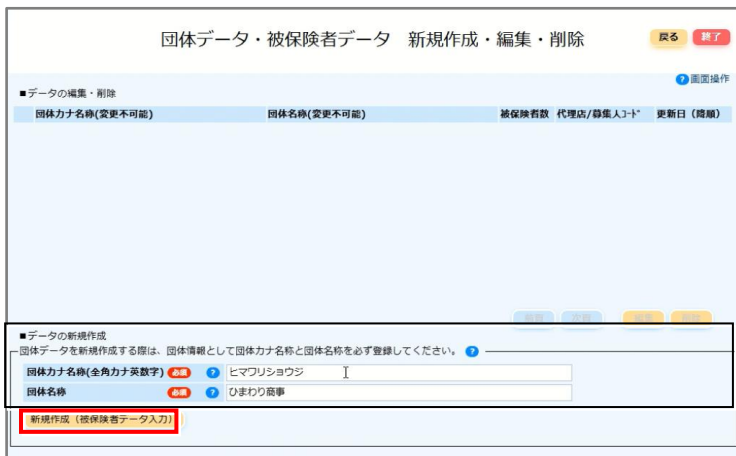 団体データ・被保険者データ　新規作成・編集・削除
戻る
終了
?画面操作
■データの編集・削除
団体カナ名称(変更不可能)
団体名称(変更不可能)
被保険者数
代理店/募集人ｺｰﾄﾞ
更新日（降順）
前頁
次頁
編集
削除
■データの新規作成
団体データを新規作成する際は、団体情報として団体カナ名称と団体名称を必ず登録してください。 ?
団体カナ名称(全角カナ英数字) 必須 ? ヒマワリショウジ
団体名称 必須 ? ひまわり商事
新規作成（被保険者データ入力）